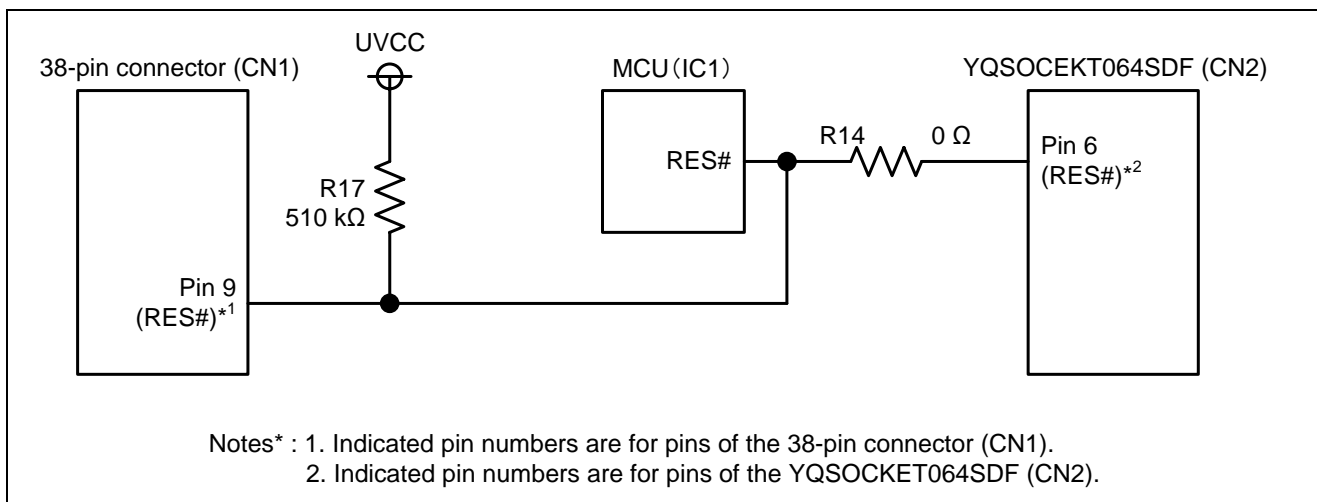 UVCC
38-pin connector (CN1)
MCU（IC1）
YQSOCEKT064SDF (CN2)
R14
0 Ω
Pin 6
(RES#)*2
RES#
R17
510 kΩ
Pin 9
(RES#)*1
Notes* : 1. Indicated pin numbers are for pins of the 38-pin connector (CN1).
2. Indicated pin numbers are for pins of the YQSOCKET064SDF (CN2).